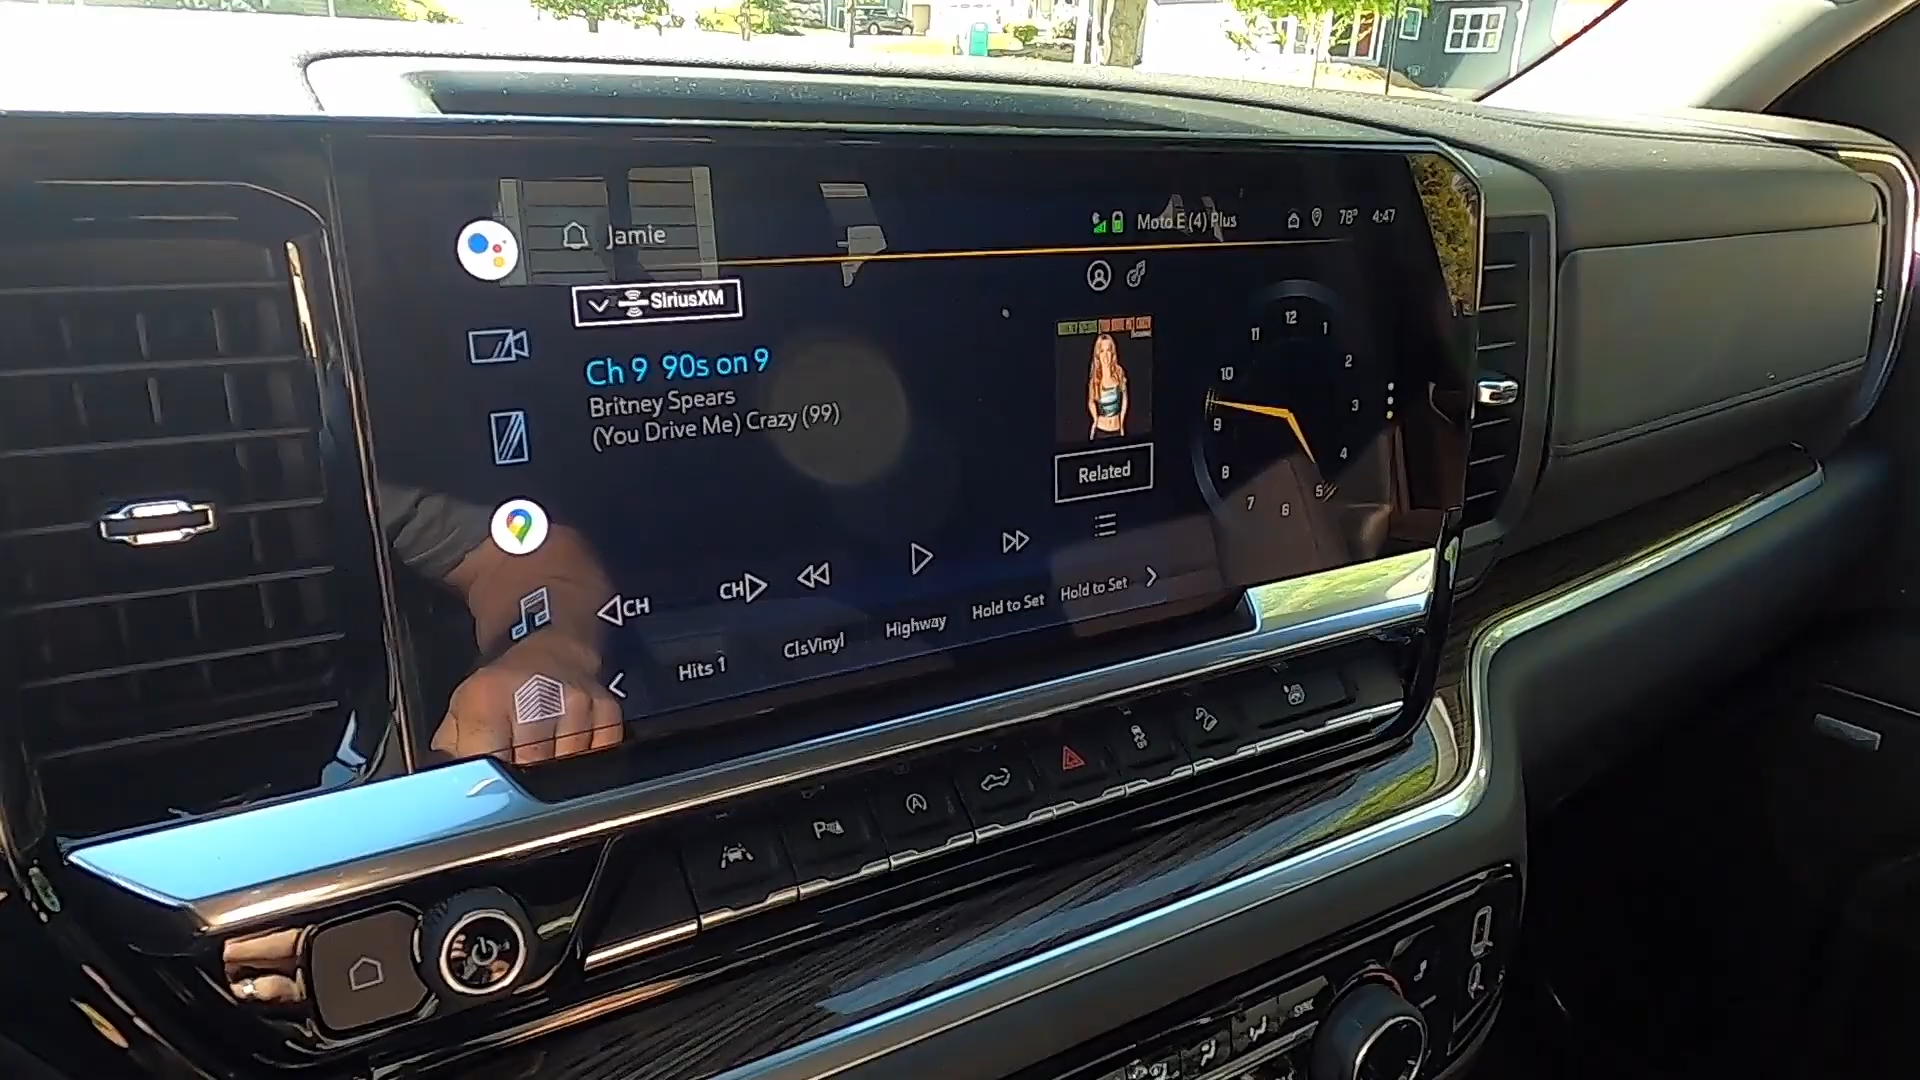 Jamie
Moto E (4) Plus
78°
4:47
SiriusXM
Ch 9 90s on 9
Britney Spears
(You Drive Me) Crazy (99)
Related
12
1
2
3
4
5
6
7
8
9
10
11
CH
CH
Hits 1
ClsVinyl
Highway
Hold to Set
Hold to Set
P
A
SYNC